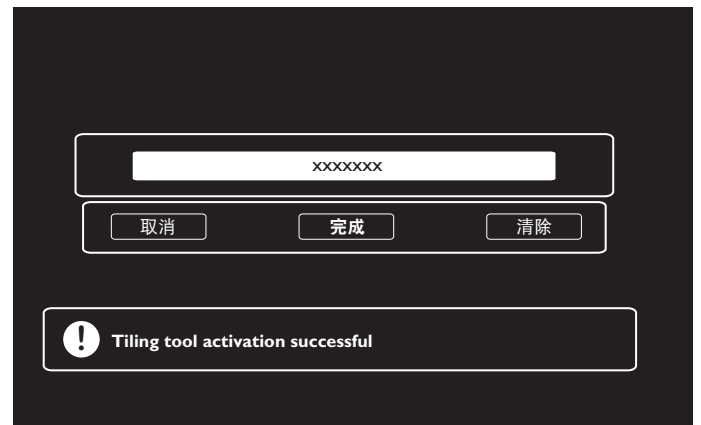 xxxxxxx
取消 完成 清除
! Tiling tool activation successful